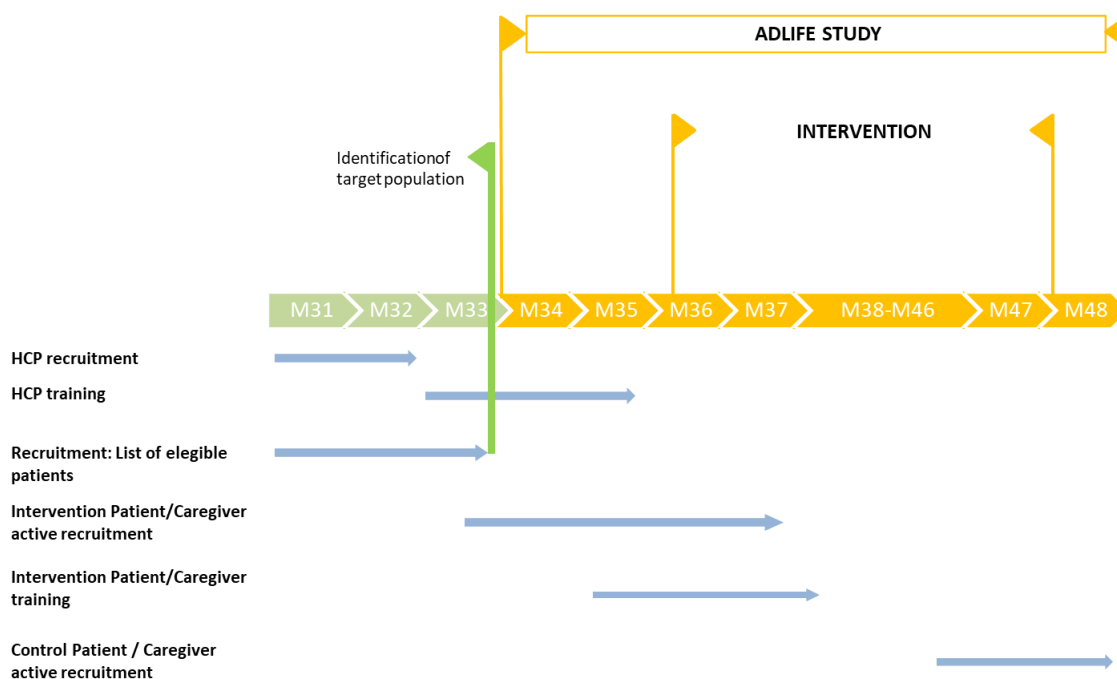 ADLIFE STUDY
INTERVENTION
Identificationof
target population
M31
M32
M33
M34
M35
M36
M37
M38-M46
M47
M48
HCP recruitment
HCP training
Recruitment: List of elegible
patients
Intervention Patient/Caregiver
active recruitment
Intervention Patient/Caregiver
training
Control Patient / Caregiver
active recruitment